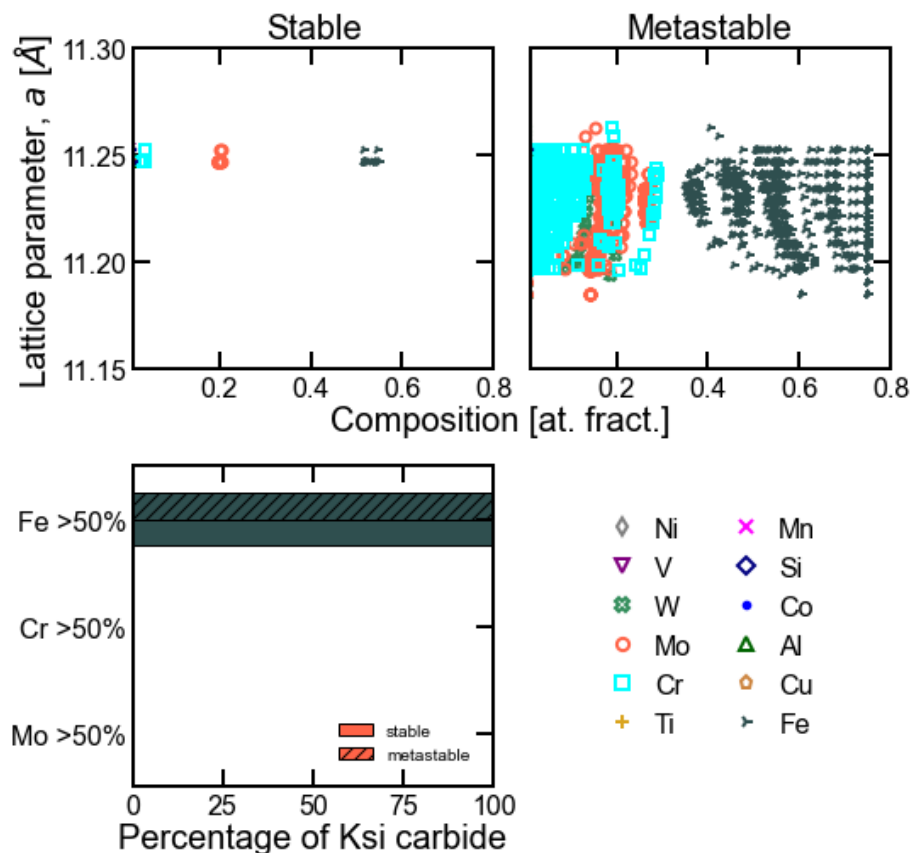 Stable Metastable
Lattice parameter, a [Å]
11.30
11.25
11.20
11.15
0.2 0.4 0.6 0.8 0.2 0.4 0.6 0.8
Composition [at. fract.]
Fe >50%
Cr >50%
Mo >50%
stable
metastable
0 25 50 75 100
Percentage of Ksi carbide
Ni Mn
V Si
W Co
Mo Al
Cr Cu
Ti Fe